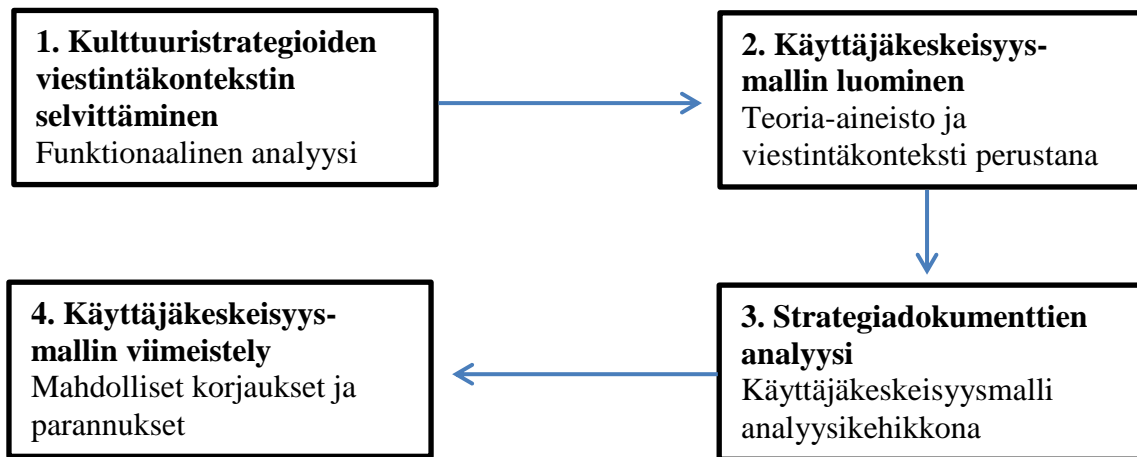 1. Kulttuuristrategioiden
viestintäkontekstin
selvittäminen
Funktionaalinen analyysi
2. Käyttäjäkeskeisyys-
mallin luominen
Teoria-aineisto ja
viestintäkonteksti perustana
3. Strategiadokumenttien
analyysi
Käyttäjäkeskeisyysmalli
analyysikehikkona
4. Käyttäjäkeskeisyys-
mallin viimeistely
Mahdolliset korjaukset ja
parannukset